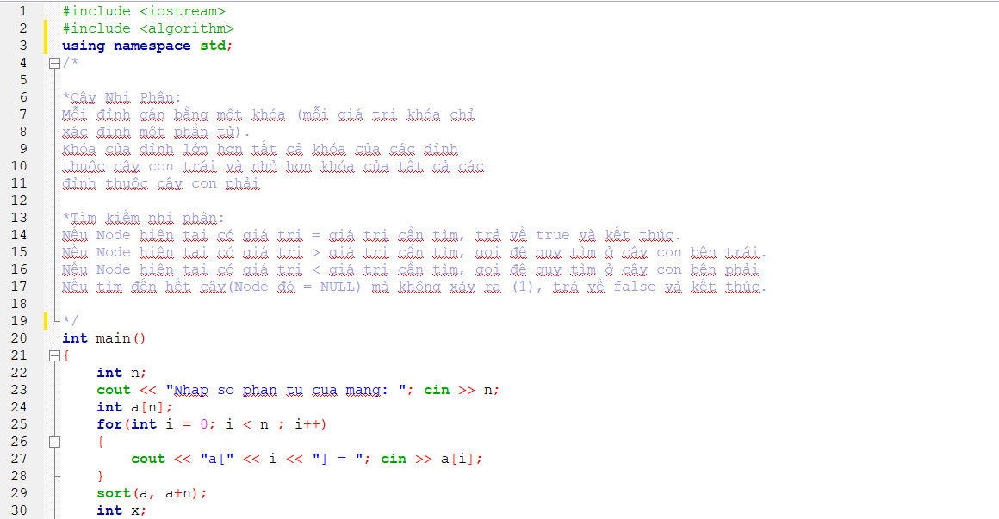 1 #include <iostream>
2 #include <algorithm>
3 using namespace std;
4 /*
5
6 *Cây Nhị Phân:
7 Mỗi đỉnh gán bằng một khóa (mỗi giá trị khóa chỉ
8 xác định một phần tử).
9 Khóa của đỉnh lớn hơn tất cả khóa của các đỉnh
10 thuộc cây con trái và nhỏ hơn khóa của tất cả các
11 đỉnh thuộc cây con phải
12
13 *Tìm kiếm nhị phân:
14 Nếu Node hiện tại có giá trị = giá trị cần tìm, trả về true và kết thúc.
15 Nếu Node hiện tại có giá trị > giá trị cần tìm, gọi đệ quy tìm ở cây con bên trái.
16 Nếu Node hiện tại có giá trị < giá trị cần tìm, gọi đệ quy tìm ở cây con bên phải
17 Nếu tìm đến hết cây(Node đó = NULL) mà không xảy ra (1), trả về false và kết thúc.
18
19 */
20 int main()
21 {
22 int n;
23 cout << "Nhap so phan tu cua mang: "; cin >> n;
24 int a[n];
25 for(int i = 0; i < n ; i++)
26 {
27 cout << "a[" << i << "] = "; cin >> a[i];
28 }
29 sort(a, a+n);
30 int x;